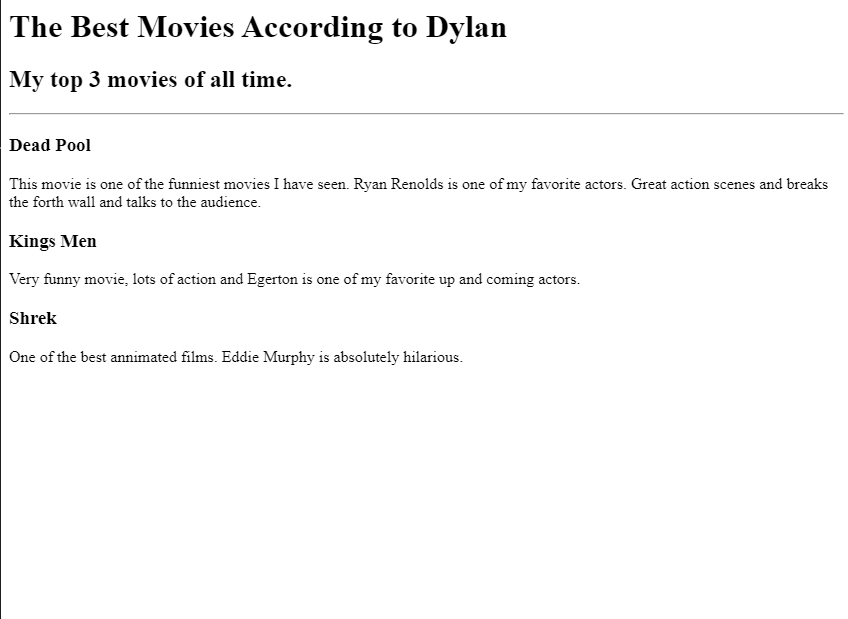 The Best Movies According to Dylan
My top 3 movies of all time.
Dead Pool
This movie is one of the funniest movies I have seen. Ryan Renolds is one of my favorite actors. Great action scenes and breaks
the forth wall and talks to the audience.
Kings Men
Very funny movie, lots of action and Egerton is one of my favorite up and coming actors.
Shrek
One of the best annimated films. Eddie Murphy is absolutely hilarious.